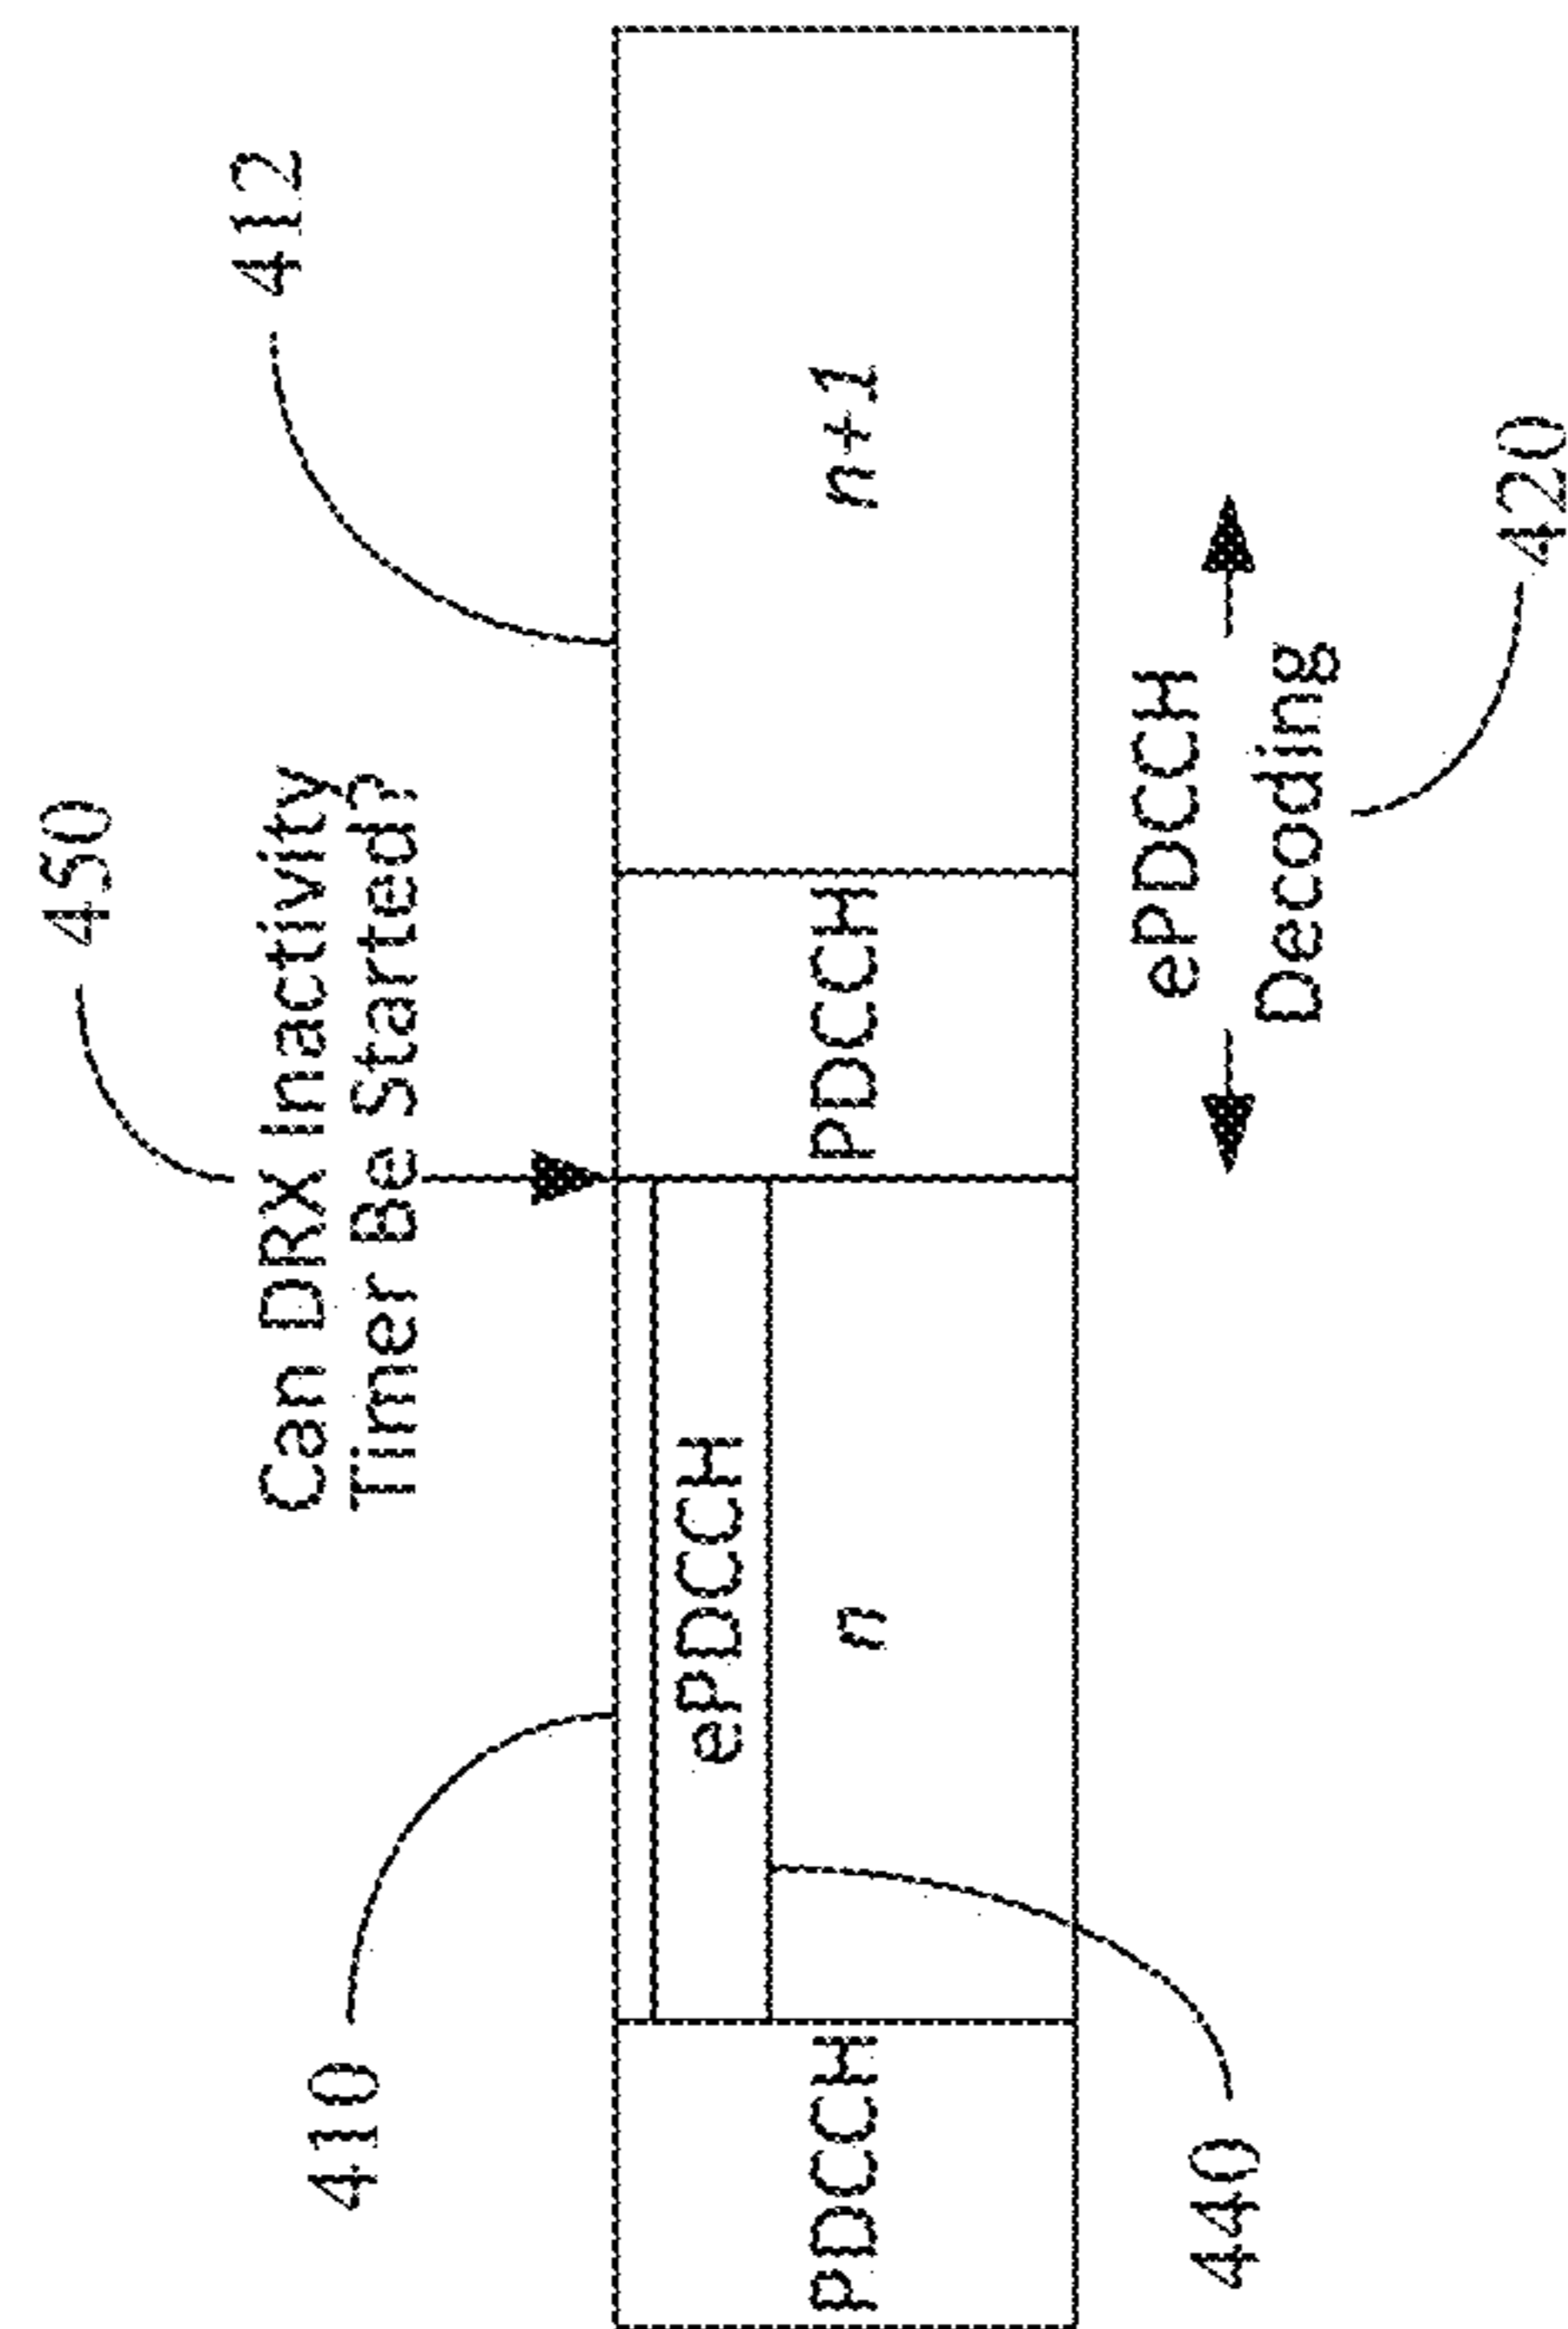 450
Can DRX Inactivity
Timer Be Started?
412
410
ePDCCH
PDCCH
n
PDCCH
n+1
440
ePDCCH
Decoding
420